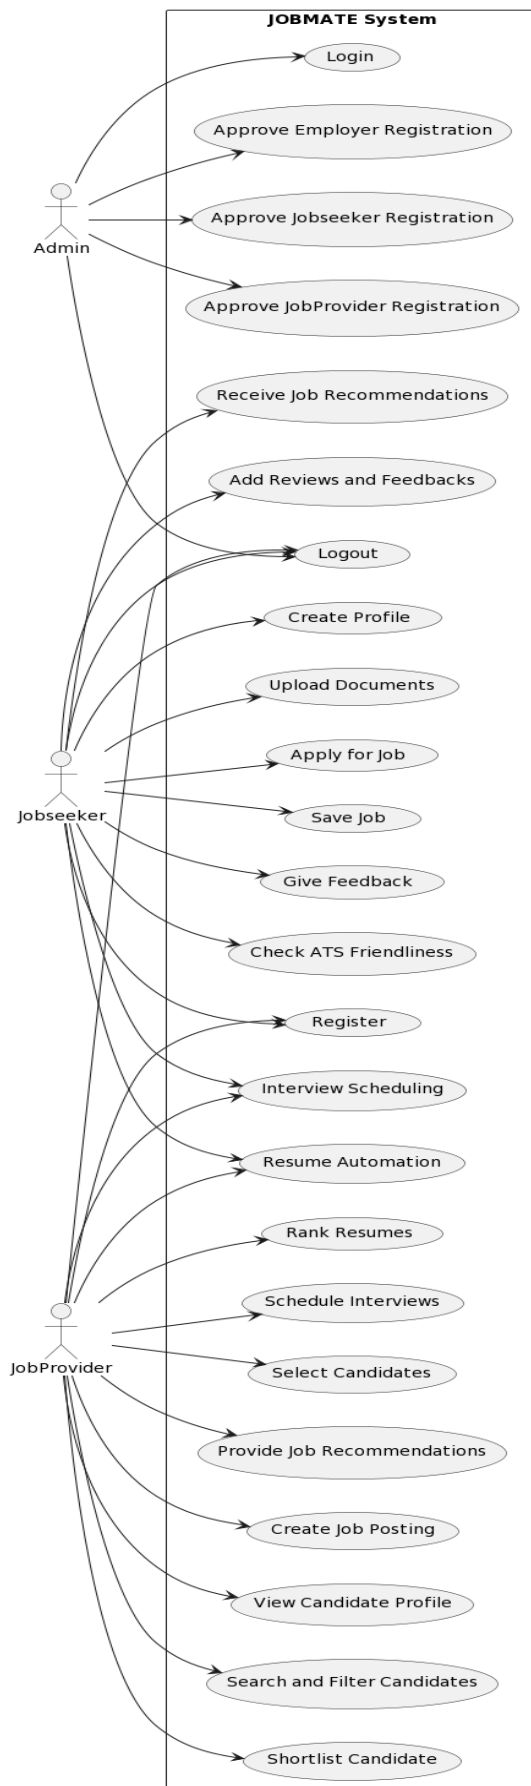 JOBMATE System
Login
Approve Employer Registration
Approve Jobseeker Registration
Admin
Approve JobProvider Registration
Receive Job Recommendations
Add Reviews and Feedbacks
Logout
Create Profile
Upload Documents
Apply for Job
Jobseeker
Save Job
Give Feedback
Check ATS Friendliness
Register
Interview Scheduling
Resume Automation
Rank Resumes
Schedule Interviews
JobProvider
Select Candidates
Provide Job Recommendations
Create Job Posting
View Candidate Profile
Search and Filter Candidates
Shortlist Candidate